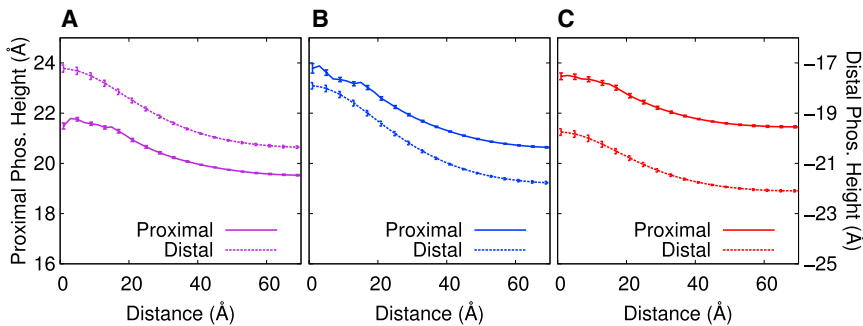 A
B
C
Proximal Phos. Height (Å)
24
22
20
18
16
Proximal
Distal
0
20
40
60
Distance (Å)
Proximal
Distal
0
20
40
60
Distance (Å)
Proximal
Distal
0
20
40
60
Distance (Å)
−17
−19
−21
−23
−25
Distal Phos. Height (Å)